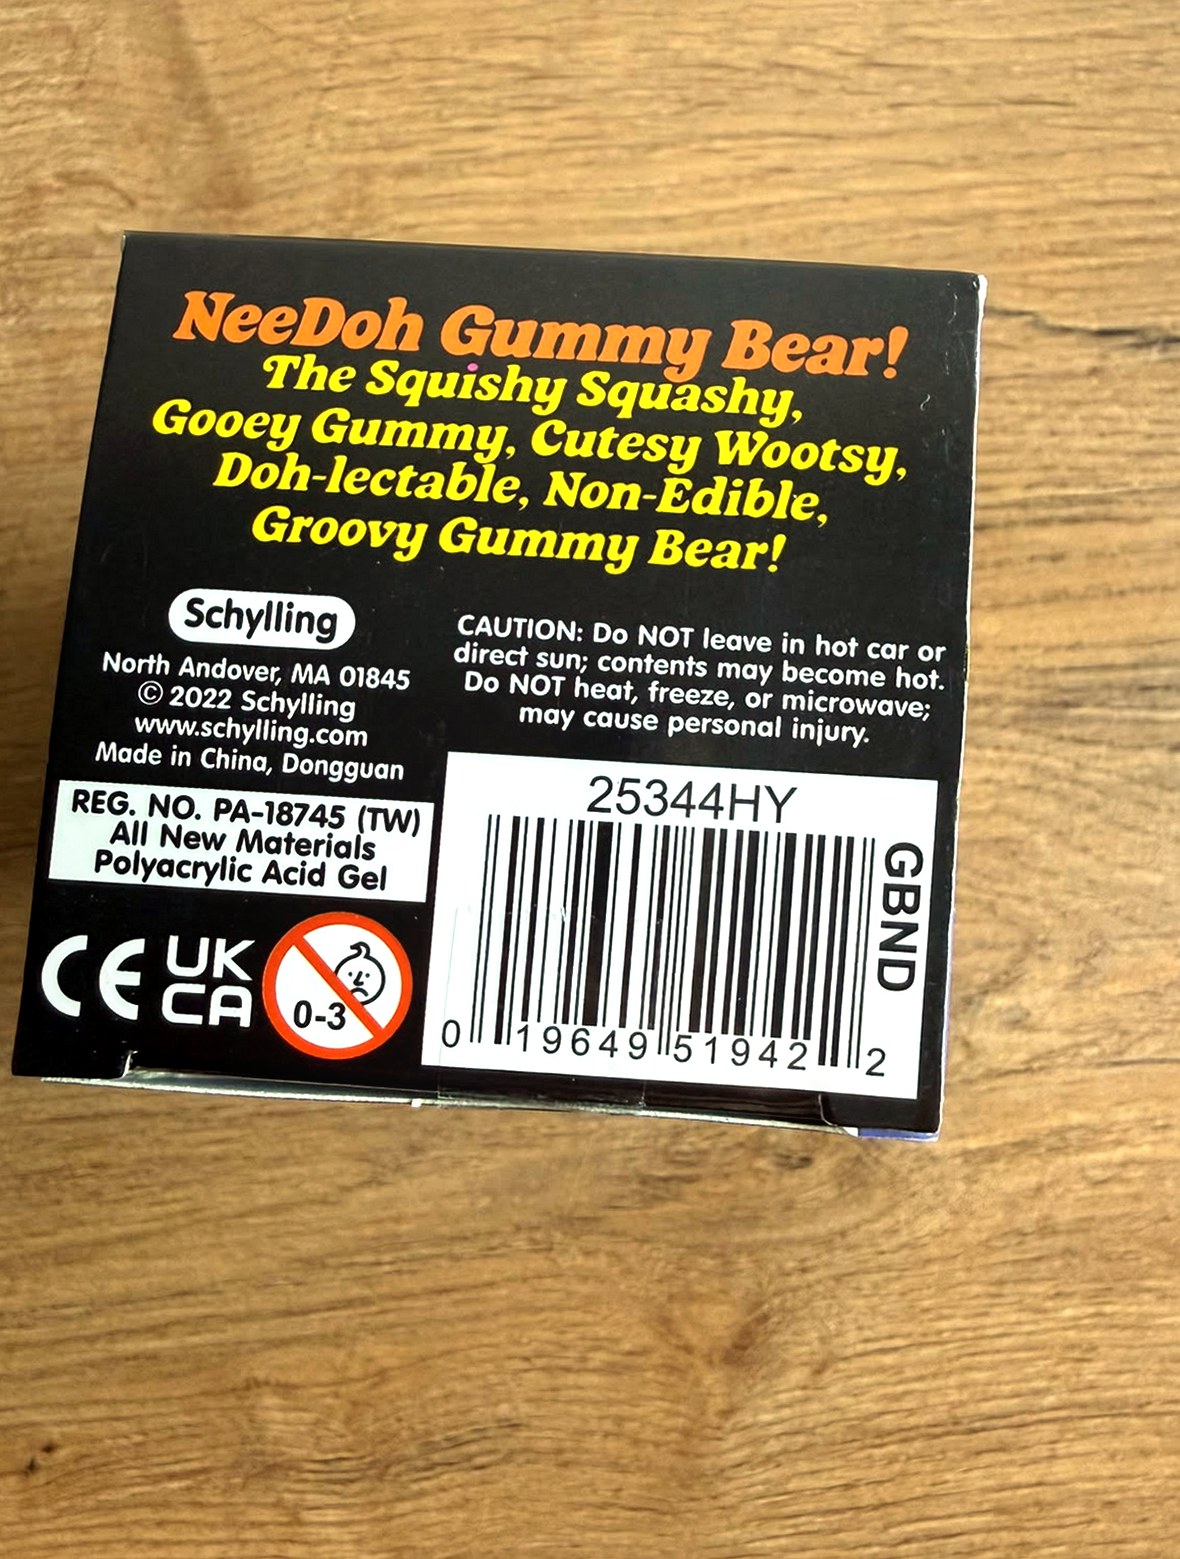 NeeDoh Gummy Bear!
The Squishy Squashy,
Gooey Gummy, Cutesy Wootsy,
Doh-lectable, Non-Edible,
Groovy Gummy Bear!
Schylling
North Andover, MA 01845
© 2022 Schylling
www.schylling.com
Made in China, Dongguan
REG. NO. PA-18745 (TW)
All New Materials
Polyacrylic Acid Gel
CE UK
CA
0-3
CAUTION: Do NOT leave in hot car or
direct sun; contents may become hot.
Do NOT heat, freeze, or microwave;
may cause personal injury.
25344HY
GBND
0 19649 51942 2